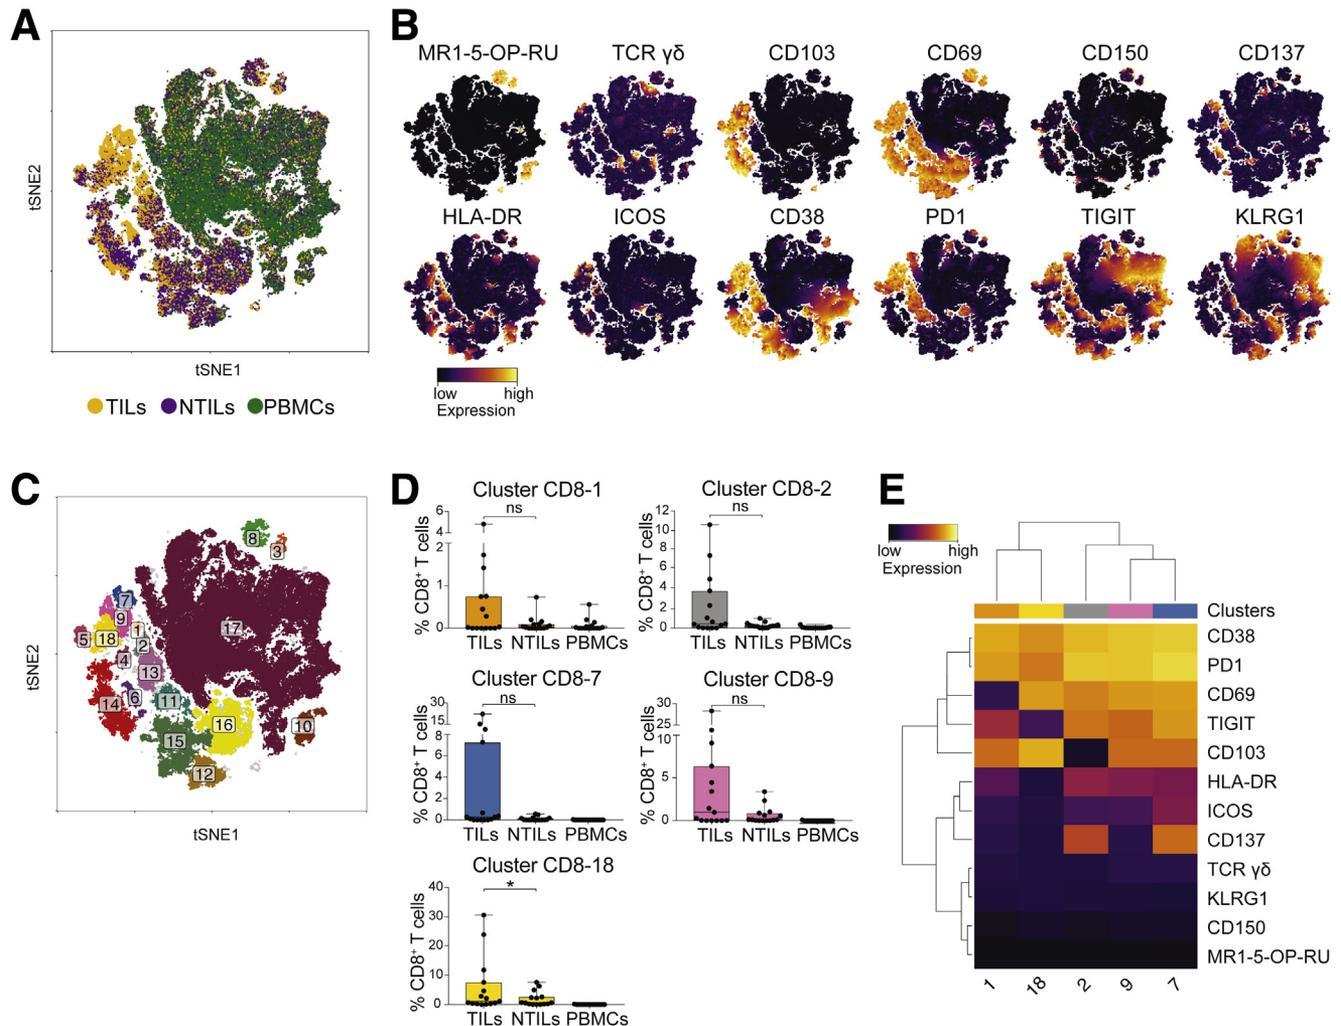 A
tSNE2
tSNE1
TILs NTILs PBMCs
B
MR1-5-OP-RU TCR γδ CD103 CD69 CD150 CD137
HLA-DR ICOS CD38 PD1 TIGIT KLRG1
low high
Expression
C
tSNE2
8
3
7
9
17
5 18 1
2
4
13
14 6 11
16 10
15
12
tSNE1
D
Cluster CD8-1
ns
% CD8⁺ T cells
6
4
2
1
0
TILs NTILs PBMCs
Cluster CD8-2
ns
% CD8⁺ T cells
12
10
8
6
4
2
0
TILs NTILs PBMCs
Cluster CD8-7
ns
% CD8⁺ T cells
30
15
8
6
4
2
0
TILs NTILs PBMCs
Cluster CD8-9
ns
% CD8⁺ T cells
30
25
10
5
0
TILs NTILs PBMCs
Cluster CD8-18
*
% CD8⁺ T cells
40
30
20
10
0
TILs NTILs PBMCs
E
low high
Expression
Clusters
CD38
PD1
CD69
TIGIT
CD103
HLA-DR
ICOS
CD137
TCR γδ
KLRG1
CD150
MR1-5-OP-RU
1 18 2 9 7